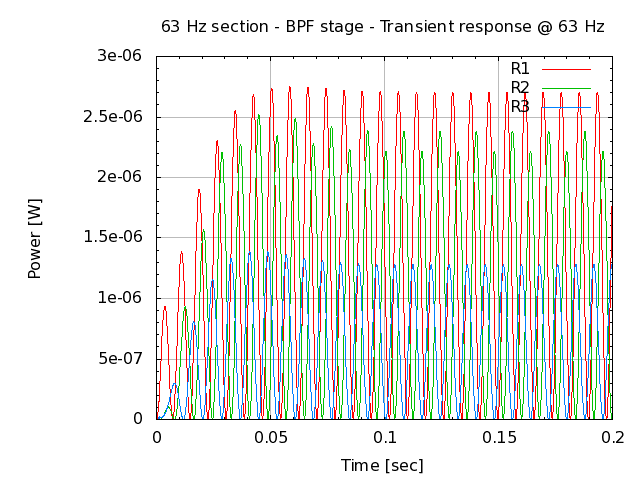 63 Hz section - BPF stage - Transient response @ 63 Hz
3e-06
2.5e-06
2e-06
1.5e-06
1e-06
5e-07
0
Power [W]
R1
R2
R3
0 0.05 0.1 0.15 0.2
Time [sec]